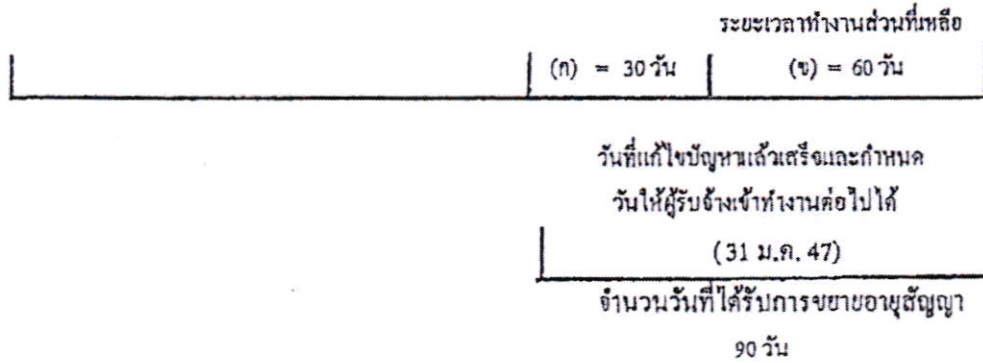 ระยะเวลาทำงานส่วนที่เหลือ
(ก) = 30 วัน (ข) = 60 วัน
วันที่แก้ไขปัญหาแล้วเสร็จและกำหนด
วันให้ผู้รับจ้างเข้าทำงานต่อไปได้
(31 ม.ค. 47)
จำนวนวันที่ได้รับการขยายอายุสัญญา
90 วัน